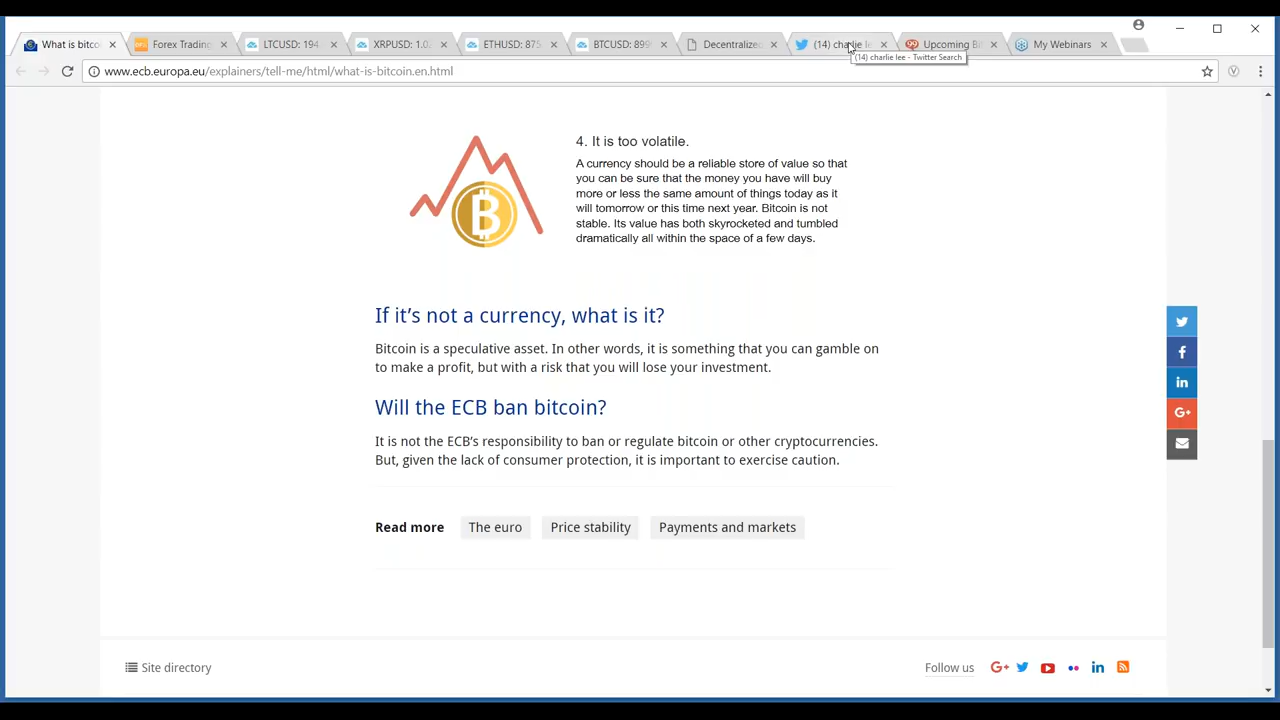 What is bitco
Forex Trading
LTCUSD: 194
XRPUSD: 1.0
ETHUSD: 875
BTCUSD: 899
Decentralize
(14) charlie le
Upcoming B
My Webinars
(14) charlie lee - Twitter Search
www.ecb.europa.eu/explainers/tell-me/html/what-is-bitcoin.en.html
4. It is too volatile.
A currency should be a reliable store of value so that
you can be sure that the money you have will buy
more or less the same amount of things today as it
will tomorrow or this time next year. Bitcoin is not
stable. Its value has both skyrocketed and tumbled
dramatically all within the space of a few days.
If it’s not a currency, what is it?
Bitcoin is a speculative asset. In other words, it is something that you can gamble on
to make a profit, but with a risk that you will lose your investment.
Will the ECB ban bitcoin?
It is not the ECB’s responsibility to ban or regulate bitcoin or other cryptocurrencies.
But, given the lack of consumer protection, it is important to exercise caution.
Read more The euro Price stability Payments and markets
Site directory
Follow us